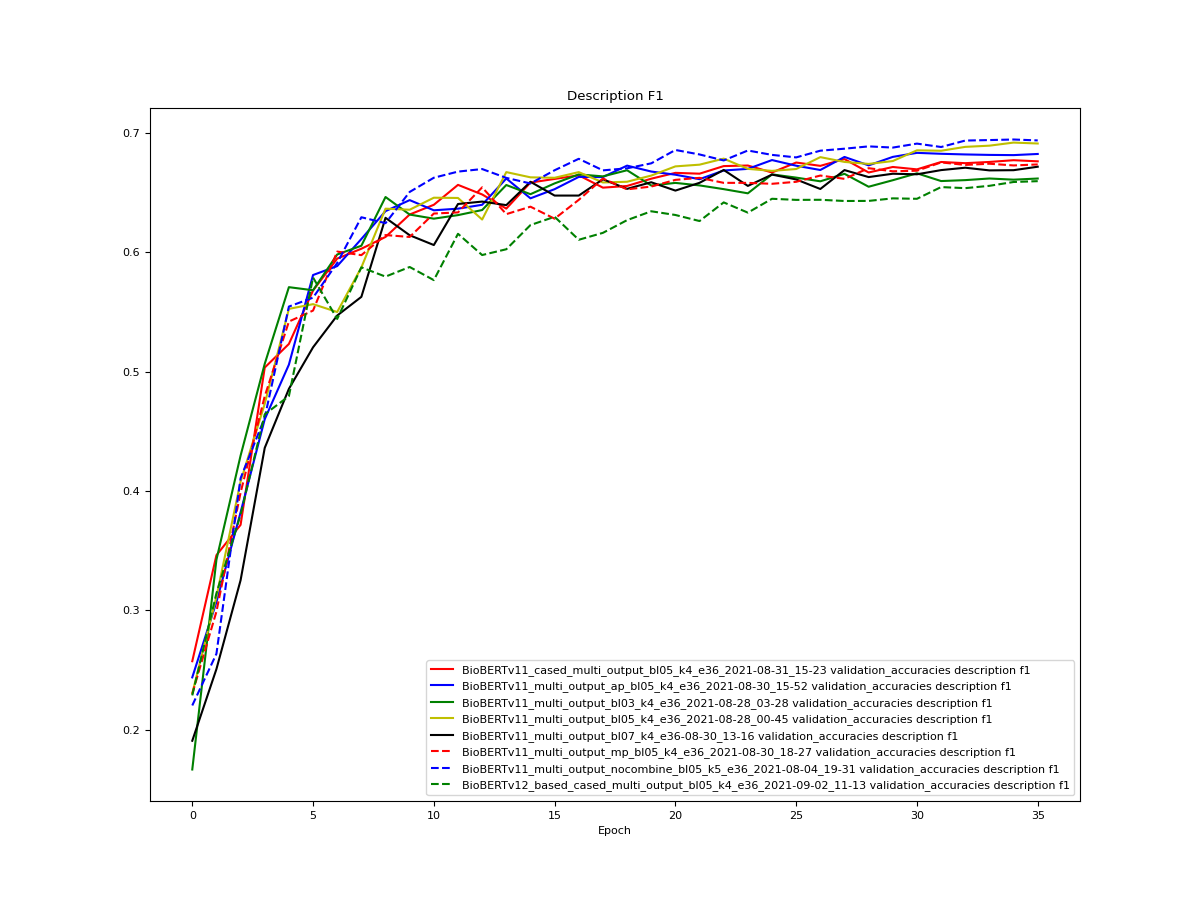 Description F1
0.7
0.6
0.5
0.4
0.3
0.2
BioBERTv11_cased_multi_output_bl05_k4_e36_2021-08-31_15-23 validation_accuracies description f1
BioBERTv11_multi_output_ap_bl05_k4_e36_2021-08-30_15-52 validation_accuracies description f1
BioBERTv11_multi_output_bl03_k4_e36_2021-08-28_03-28 validation_accuracies description f1
BioBERTv11_multi_output_bl05_k4_e36_2021-08-28_00-45 validation_accuracies description f1
BioBERTv11_multi_output_bl07_k4_e36-08-30_13-16 validation_accuracies description f1
BioBERTv11_multi_output_mp_bl05_k4_e36_2021-08-30_18-27 validation_accuracies description f1
BioBERTv11_multi_output_nocombine_bl05_k5_e36_2021-08-04_19-31 validation_accuracies description f1
BioBERTv12_based_cased_multi_output_bl05_k4_e36_2021-09-02_11-13 validation_accuracies description f1
0 5 10 15 20 25 30 35
Epoch